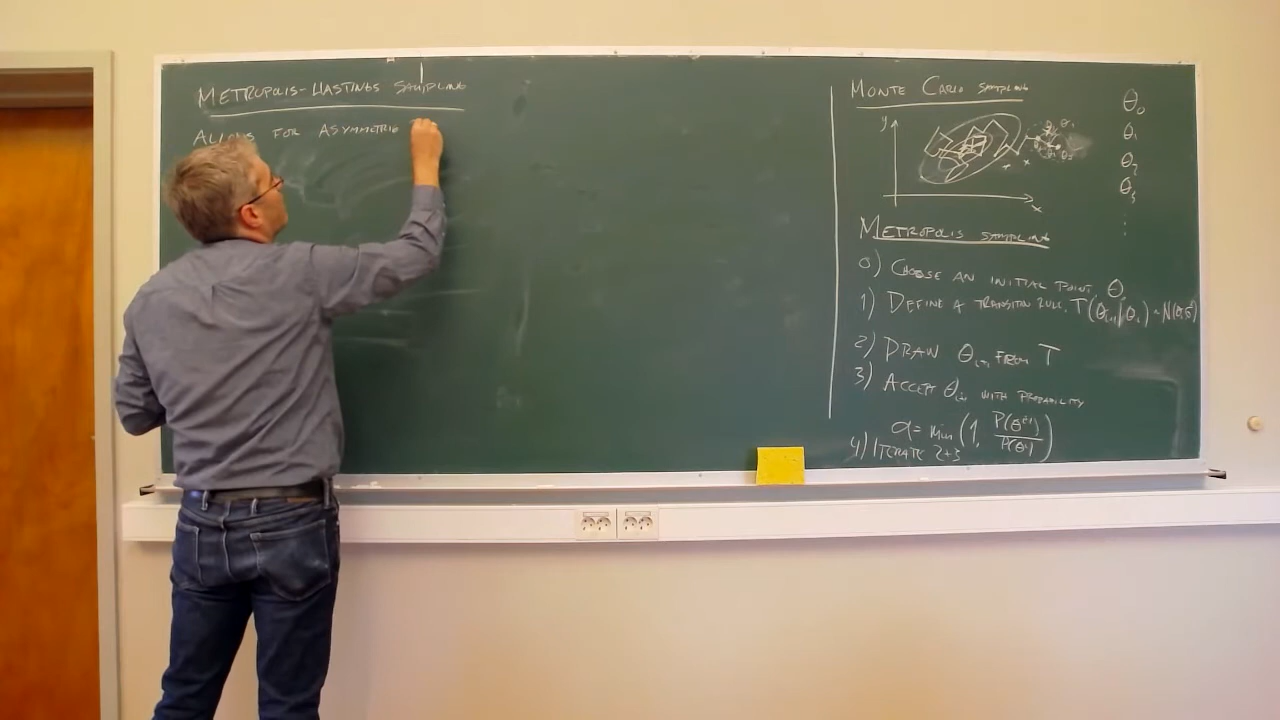 METROPOLIS-HASTINGS SAMPLING
ALLOWS FOR ASYMMETRIC
MONTE CARLO SAMPLING
y
x
θ₀
θ₁
θ₂
θ₃
⋮
METROPOLIS SAMPLING
0) CHOOSE AN INITIAL POINT, θ
1) DEFINE A TRANSITION RULE, T(θᵢ₊₁|θᵢ) ~ N(θᵢ, σ²)
2) DRAW θᵢ₊₁ FROM T
3) ACCEPT θᵢ₊₁ WITH PROBABILITY
α = min (1, P(θⁱ⁺¹)/P(θⁱ))
4) ITERATE 2+3